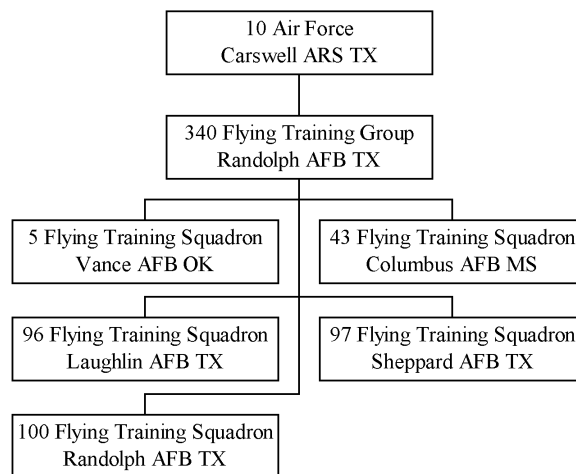 10 Air Force
Carswell ARS TX
340 Flying Training Group
Randolph AFB TX
5 Flying Training Squadron
Vance AFB OK
43 Flying Training Squadron
Columbus AFB MS
96 Flying Training Squadron
Laughlin AFB TX
97 Flying Training Squadron
Sheppard AFB TX
100 Flying Training Squadron
Randolph AFB TX